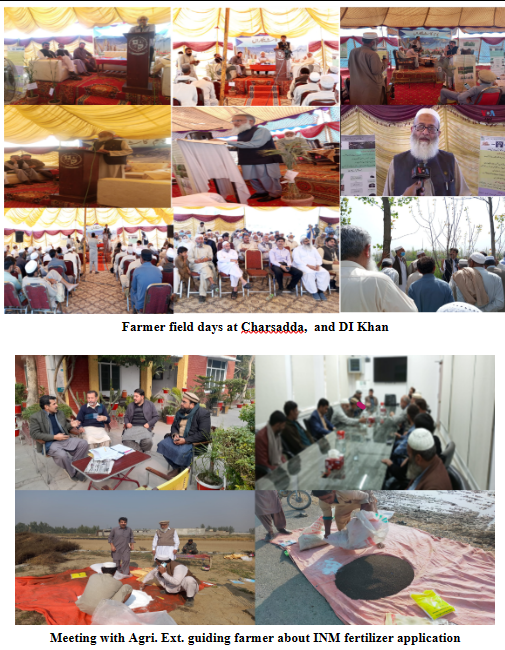 Farmer field days at Charsadda,  and DI Khan
Meeting with Agri. Ext. guiding farmer about INM fertilizer application